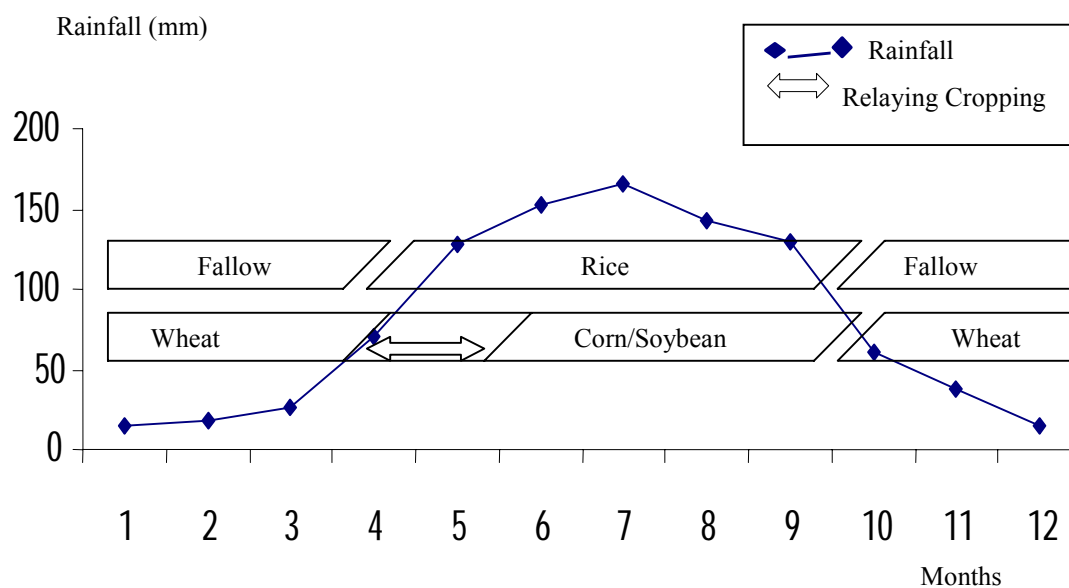 Rainfall (mm)
Rainfall
Relaying Cropping
200
150
100
50
0
Fallow Rice Fallow
Wheat Corn/Soybean Wheat
1 2 3 4 5 6 7 8 9 10 11 12
Months